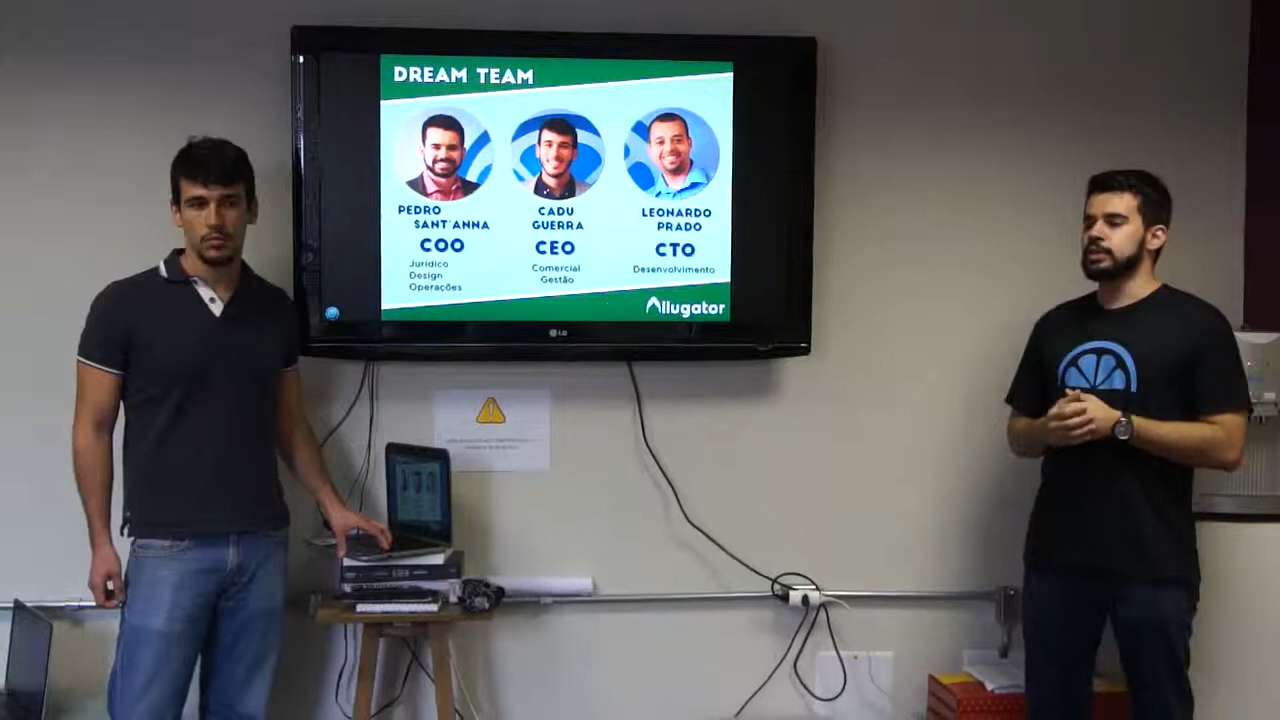 DREAM TEAM
PEDRO
SANT'ANNA
COO
Jurídico
Design
Operações
CADU
GUERRA
CEO
Comercial
Gestão
LEONARDO
PRADO
CTO
Desenvolvimento
Allugator
LG